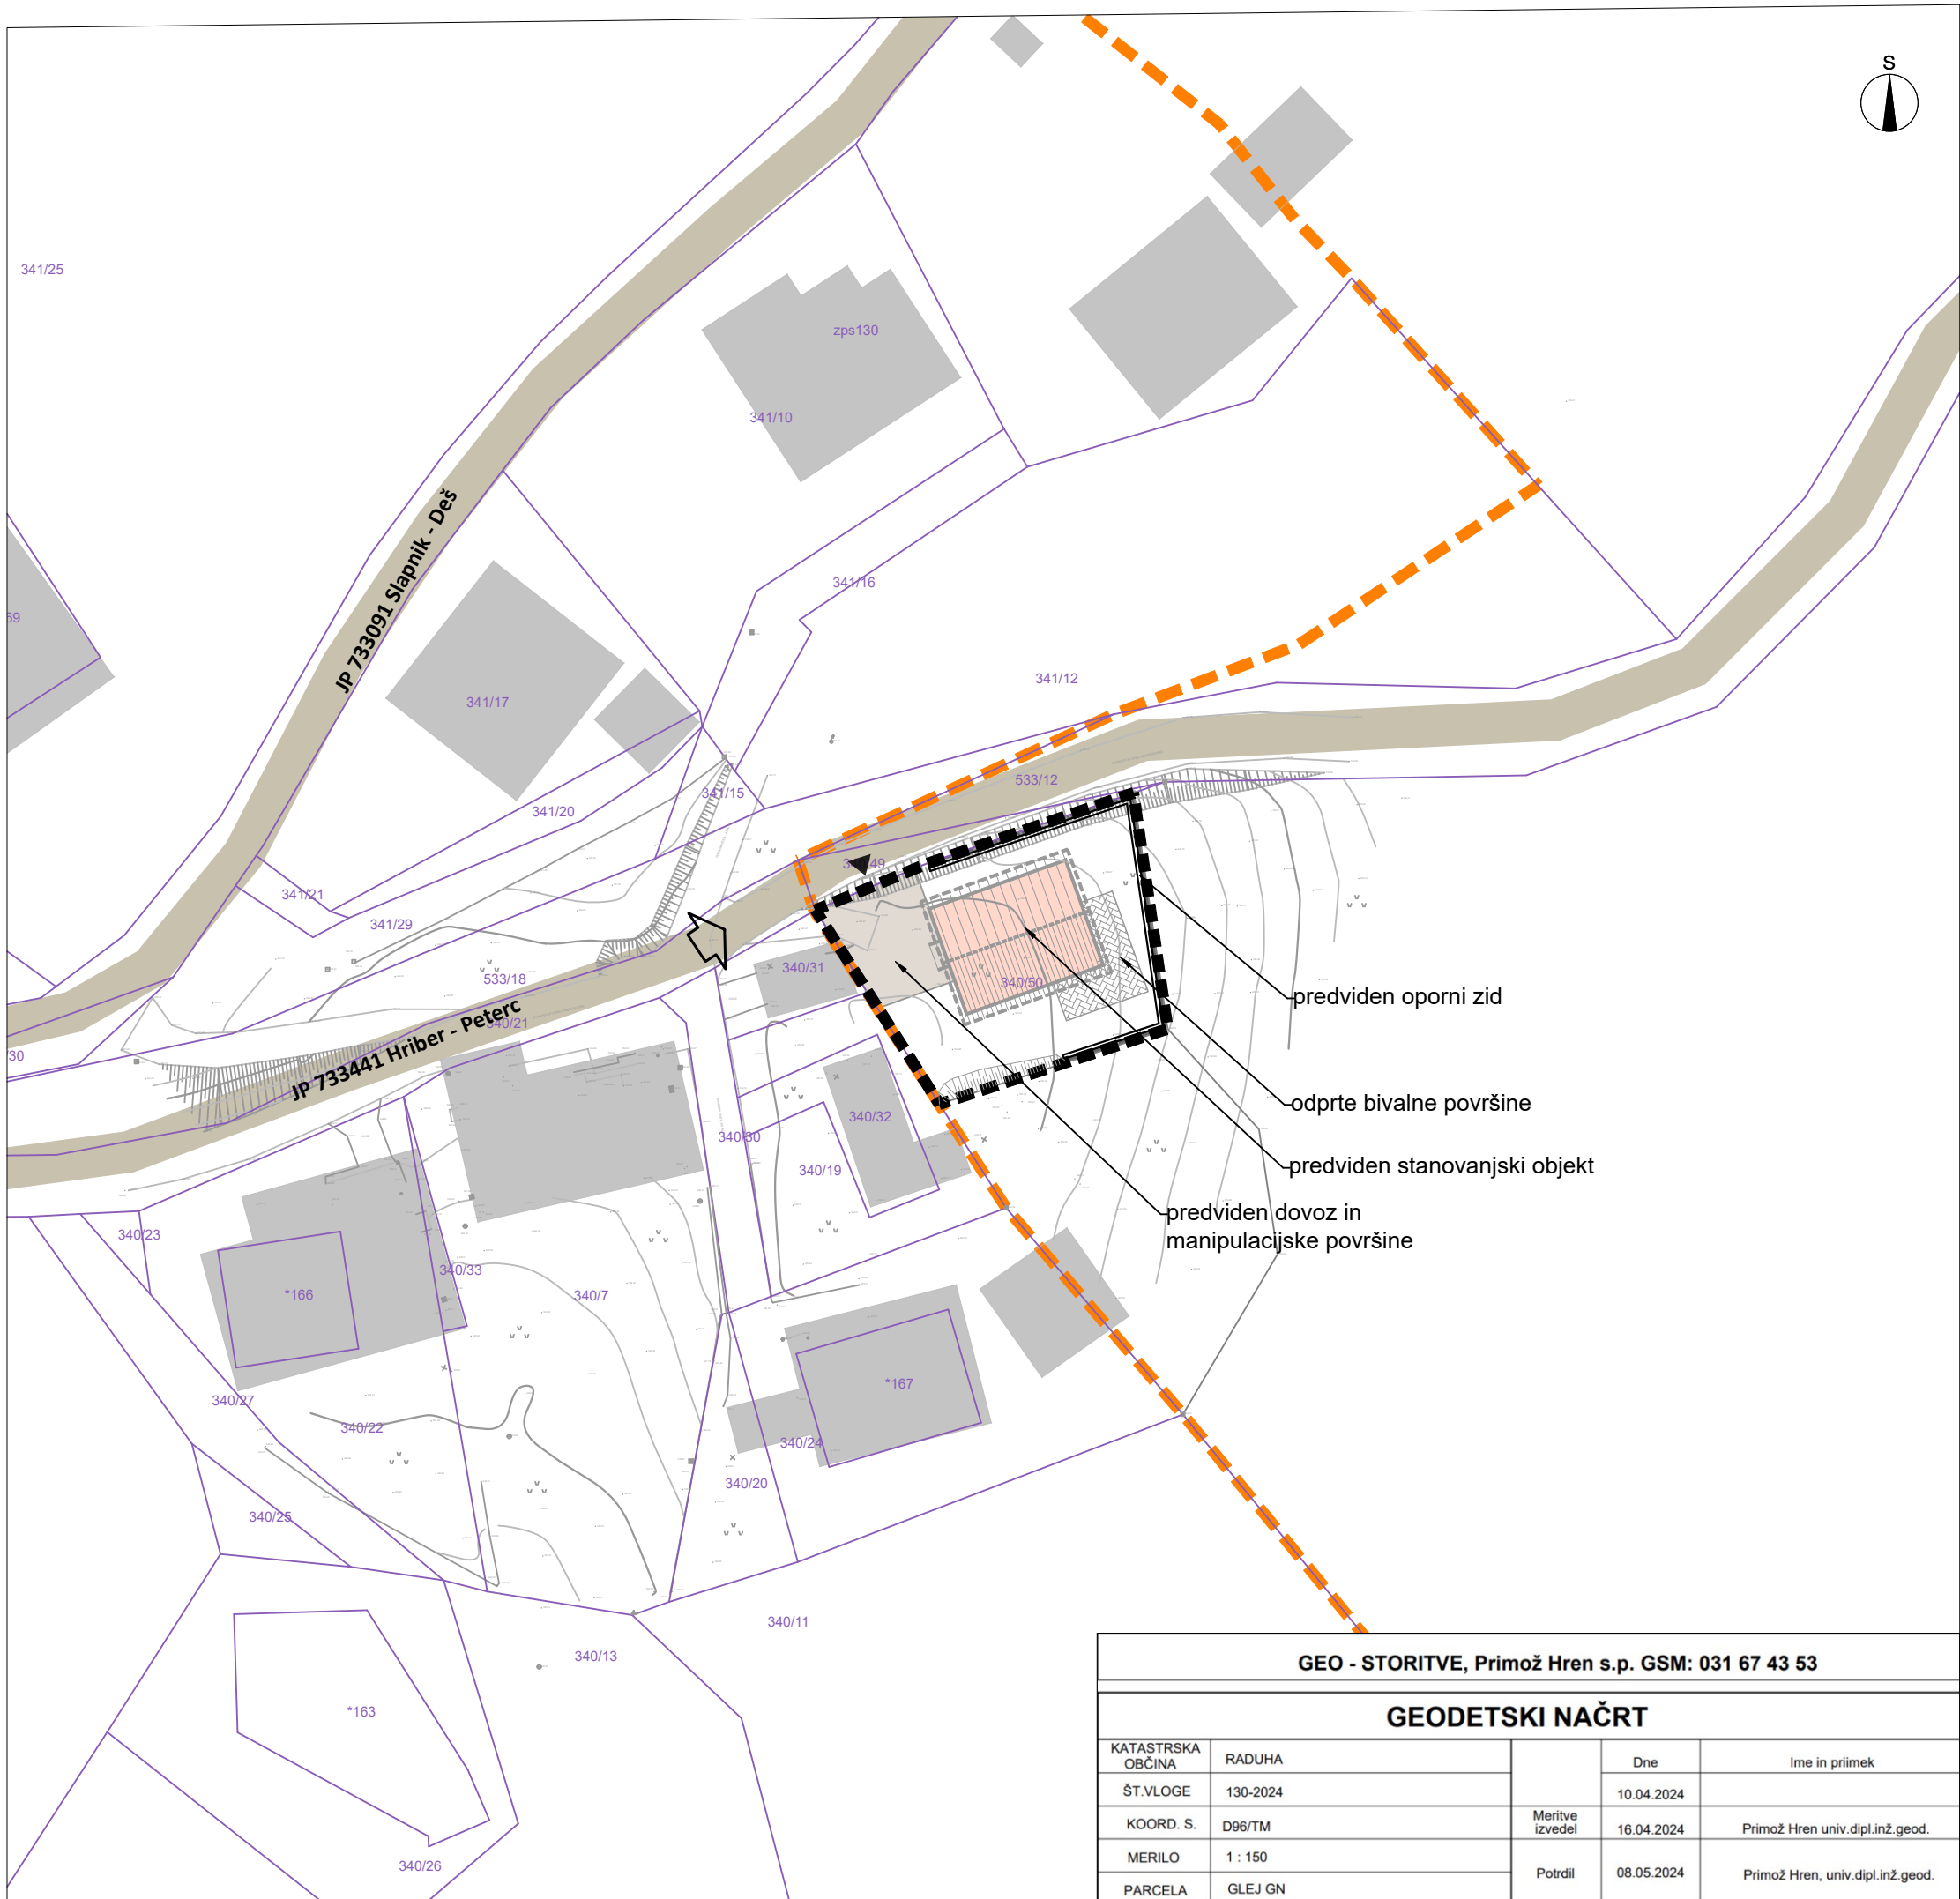 S
341/25
zps130
341/10
JP 733091 Slapnik - Deš
341/16
69
341/17
341/12
533/12
341/15
341/20
341/21
341/29
533/18
340/31
340/50
predviden oporni zid
340/21
JP 733441 Hriber - Peterc
30
odprte bivalne površine
340/32
340/30
340/19
predviden stanovanjski objekt
predviden dovoz in
manipulacijske površine
340/23
340/33
*166
340/7
*167
340/27
340/22
340/24
340/20
340/25
340/11
340/13
*163
340/26
GEO - STORITVE, Primož Hren s.p. GSM: 031 67 43 53
GEODETSKI NAČRT
KATASTRSKA
OBČINA
RADUHA
Dne
Ime in priimek
ŠT.VLOGE
130-2024
10.04.2024
KOORD. S.
D96/TM
Meritve
izvedel
16.04.2024
Primož Hren univ.dipl.inž.geod.
MERILO
1 : 150
Potrdil
08.05.2024
Primož Hren, univ.dipl.inž.geod.
PARCELA
GLEJ GN